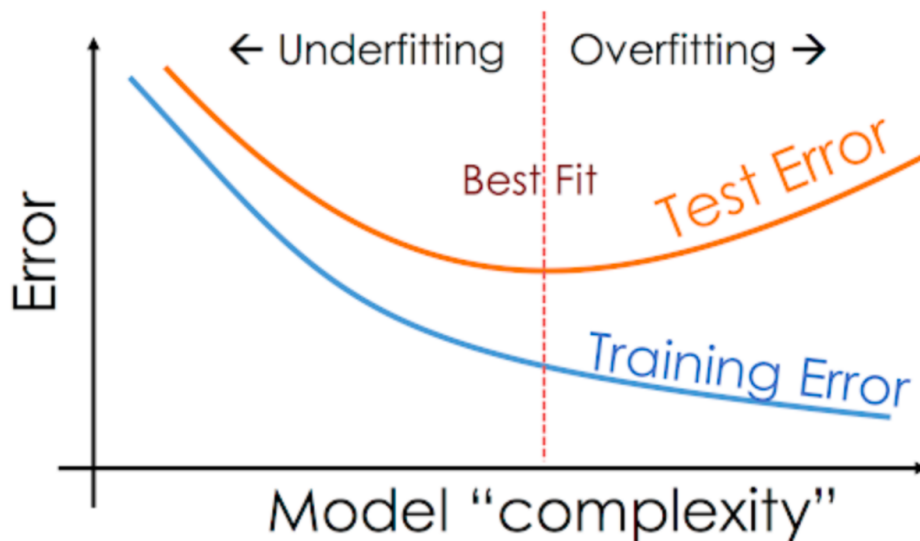 ← Underfitting
Overfitting →
Best Fit
Test Error
Error
Training Error
Model “complexity”